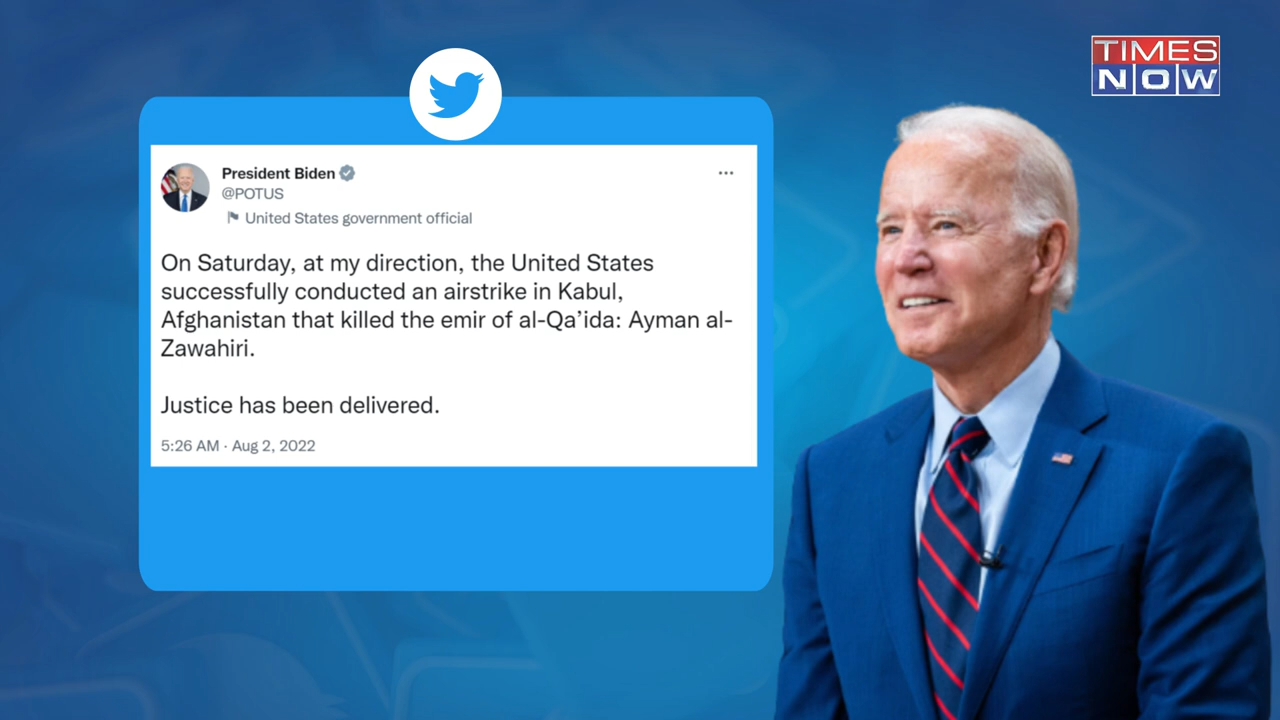 TIMES
NOW
President Biden
@POTUS
United States government official
On Saturday, at my direction, the United States
successfully conducted an airstrike in Kabul,
Afghanistan that killed the emir of al-Qa’ida: Ayman al-
Zawahiri.
Justice has been delivered.
5:26 AM · Aug 2, 2022